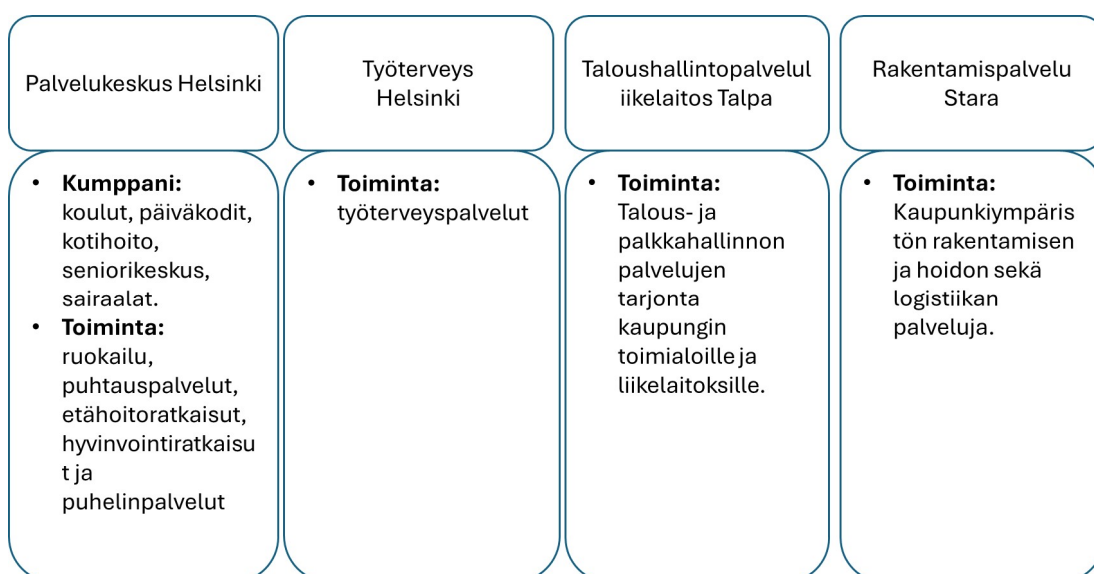 Palvelukeskus Helsinki
Työterveys
Helsinki
Taloushallintopalvelul
iikelaitos Talpa
Rakentamispalvelu
Stara
• Kumppani:
koulut, päiväkodit,
kotihoito,
seniorikeskus,
sairaalat.
• Toiminta:
ruokailu,
puhtauspalvelut,
etähoitoratkaisut,
hyvinvointiratkaisu
t ja
puhelinpalvelut
• Toiminta:
työterveyspalvelut
• Toiminta:
Talous- ja
palkkahallinnon
palvelujen
tarjonta
kaupungin
toimialoille ja
liikelaitoksille.
• Toiminta:
Kaupunkiympäris
tön rakentamisen
ja hoidon sekä
logistiikan
palveluja.